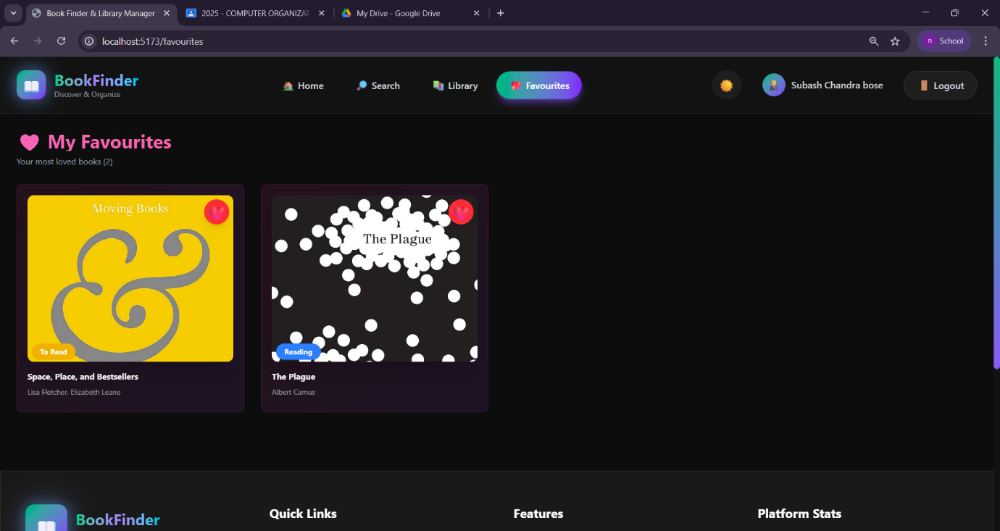 Book Finder & Library Manager
2025 - COMPUTER ORGANIZAT
My Drive - Google Drive
localhost:5173/favourites
n School
BookFinder
Discover & Organize
Home
Search
Library
Favourites
Subash Chandra bose
Logout
My Favourites
Your most loved books (2)
Moving Books
To Read
Space, Place, and Bestsellers
Lisa Fletcher, Elizabeth Leane
The Plague
Reading
The Plague
Albert Camus
BookFinder
Quick Links
Features
Platform Stats